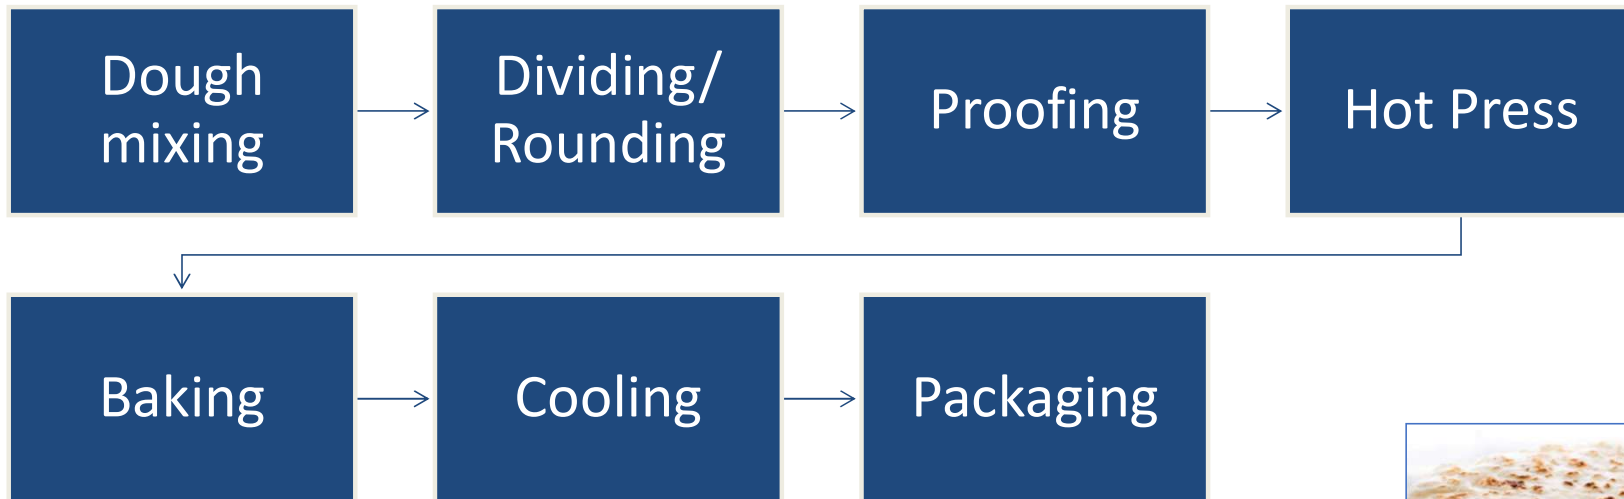 Dough
mixing
Dividing/
Rounding
Proofing
Hot Press
Baking
Cooling
Packaging